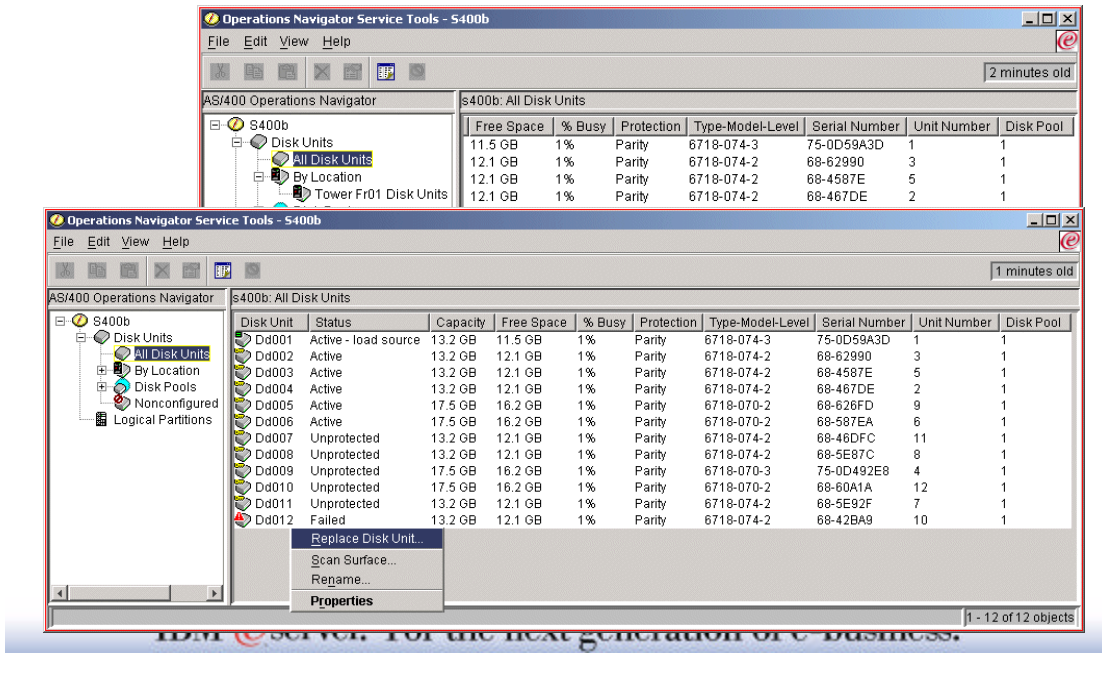 Operations Navigator Service Tools - S400b
File Edit View Help
2 minutes old
AS/400 Operations Navigator
s400b: All Disk Units
S400b
Disk Units
All Disk Units
By Location
Tower Fr01 Disk Units
Free Space % Busy Protection Type-Model-Level Serial Number Unit Number Disk Pool
11.5 GB 1% Parity 6718-074-3 75-0D59A3D 1 1
12.1 GB 1% Parity 6718-074-2 68-62990 3 1
12.1 GB 1% Parity 6718-074-2 68-4587E 5 1
12.1 GB 1% Parity 6718-074-2 68-467DE 2 1
Operations Navigator Service Tools - S400b
File Edit View Help
1 minutes old
AS/400 Operations Navigator
s400b: All Disk Units
S400b
Disk Units
All Disk Units
By Location
Disk Pools
Nonconfigured
Logical Partitions
Disk Unit Status Capacity Free Space % Busy Protection Type-Model-Level Serial Number Unit Number Disk Pool
Dd001 Active - load source 13.2 GB 11.5 GB 1% Parity 6718-074-3 75-0D59A3D 1 1
Dd002 Active 13.2 GB 12.1 GB 1% Parity 6718-074-2 68-62990 3 1
Dd003 Active 13.2 GB 12.1 GB 1% Parity 6718-074-2 68-4587E 5 1
Dd004 Active 13.2 GB 12.1 GB 1% Parity 6718-074-2 68-467DE 2 1
Dd005 Active 17.5 GB 16.2 GB 1% Parity 6718-070-2 68-626FD 9 1
Dd006 Active 17.5 GB 16.2 GB 1% Parity 6718-070-2 68-587EA 6 1
Dd007 Unprotected 13.2 GB 12.1 GB 1% Parity 6718-074-2 68-46DFC 11 1
Dd008 Unprotected 13.2 GB 12.1 GB 1% Parity 6718-074-2 68-5E87C 8 1
Dd009 Unprotected 17.5 GB 16.2 GB 1% Parity 6718-070-3 75-0D492E8 4 1
Dd010 Unprotected 17.5 GB 16.2 GB 1% Parity 6718-070-2 68-60A1A 12 1
Dd011 Unprotected 13.2 GB 12.1 GB 1% Parity 6718-074-2 68-5E92F 7 1
Dd012 Failed 13.2 GB 12.1 GB 1% Parity 6718-074-2 68-42BA9 10 1
Replace Disk Unit...
Scan Surface...
Rename...
Properties
1 - 12 of 12 objects
IBM @server. For the next generation of e-business.